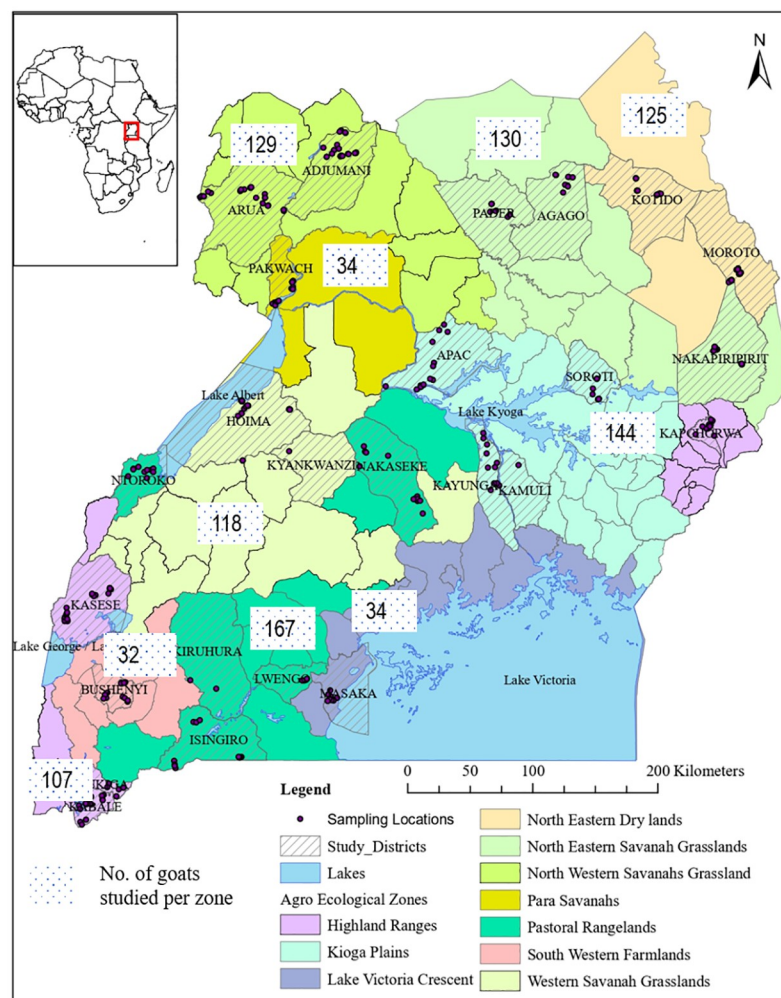 N
125
130
129
ADJUMANI
ARUA
PADER
AGAGO
KOTIDO
MOROTO
PAKWACH
34
NAKAPIRIPIRIT
APAC
SOROTI
Lake Albert
HOIMA
Lake Kyoga
144
KAPCHORWA
KYANKWANZI
NAKASEKE
NTOROKO
KAYUNGA
KAMULI
118
KASESE
34
167
Lake George / La
32
KIRUHURA
LWENGO
MASAKA
Lake Victoria
BUSHENYI
ISINGIRO
107
KABALE
0 50 100 200 Kilometers
Legend
Sampling Locations
Study_Districts
Lakes
Agro Ecological Zones
Highland Ranges
Kioga Plains
Lake Victoria Crescent
North Eastern Dry lands
North Eastern Savanah Grasslands
North Western Savanahs Grassland
Para Savanahs
Pastoral Rangelands
South Western Farmlands
Western Savanah Grasslands
No. of goats
studied per zone